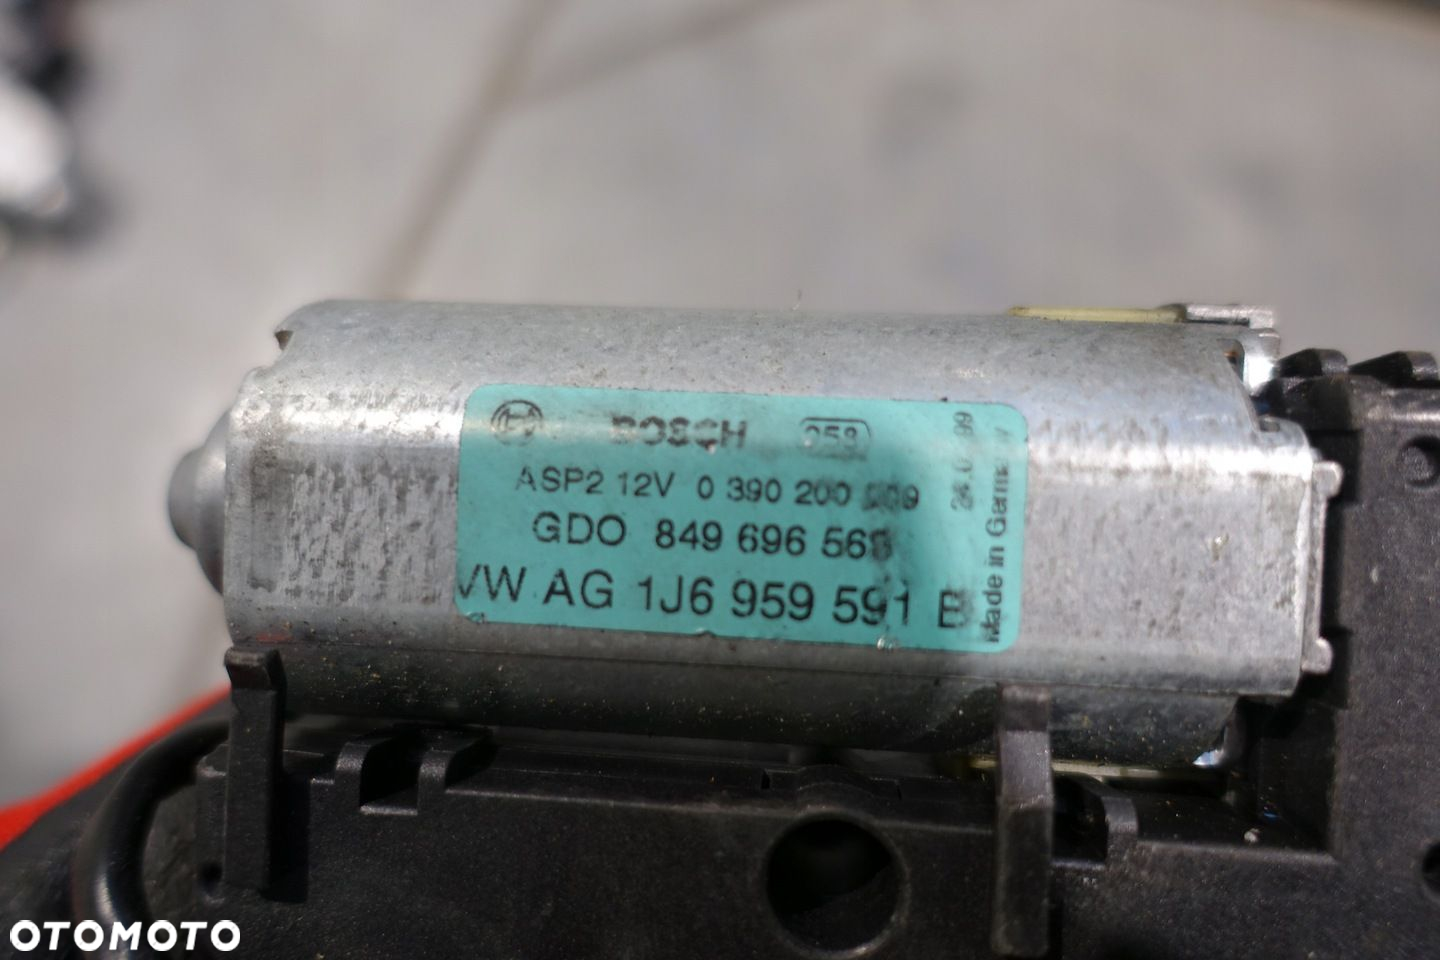 BOSCH 258
ASP2 12V 0 390 200
GDO 849 696
VW AG 1J6 959 591 B
Made in Germany
OTOMOTO